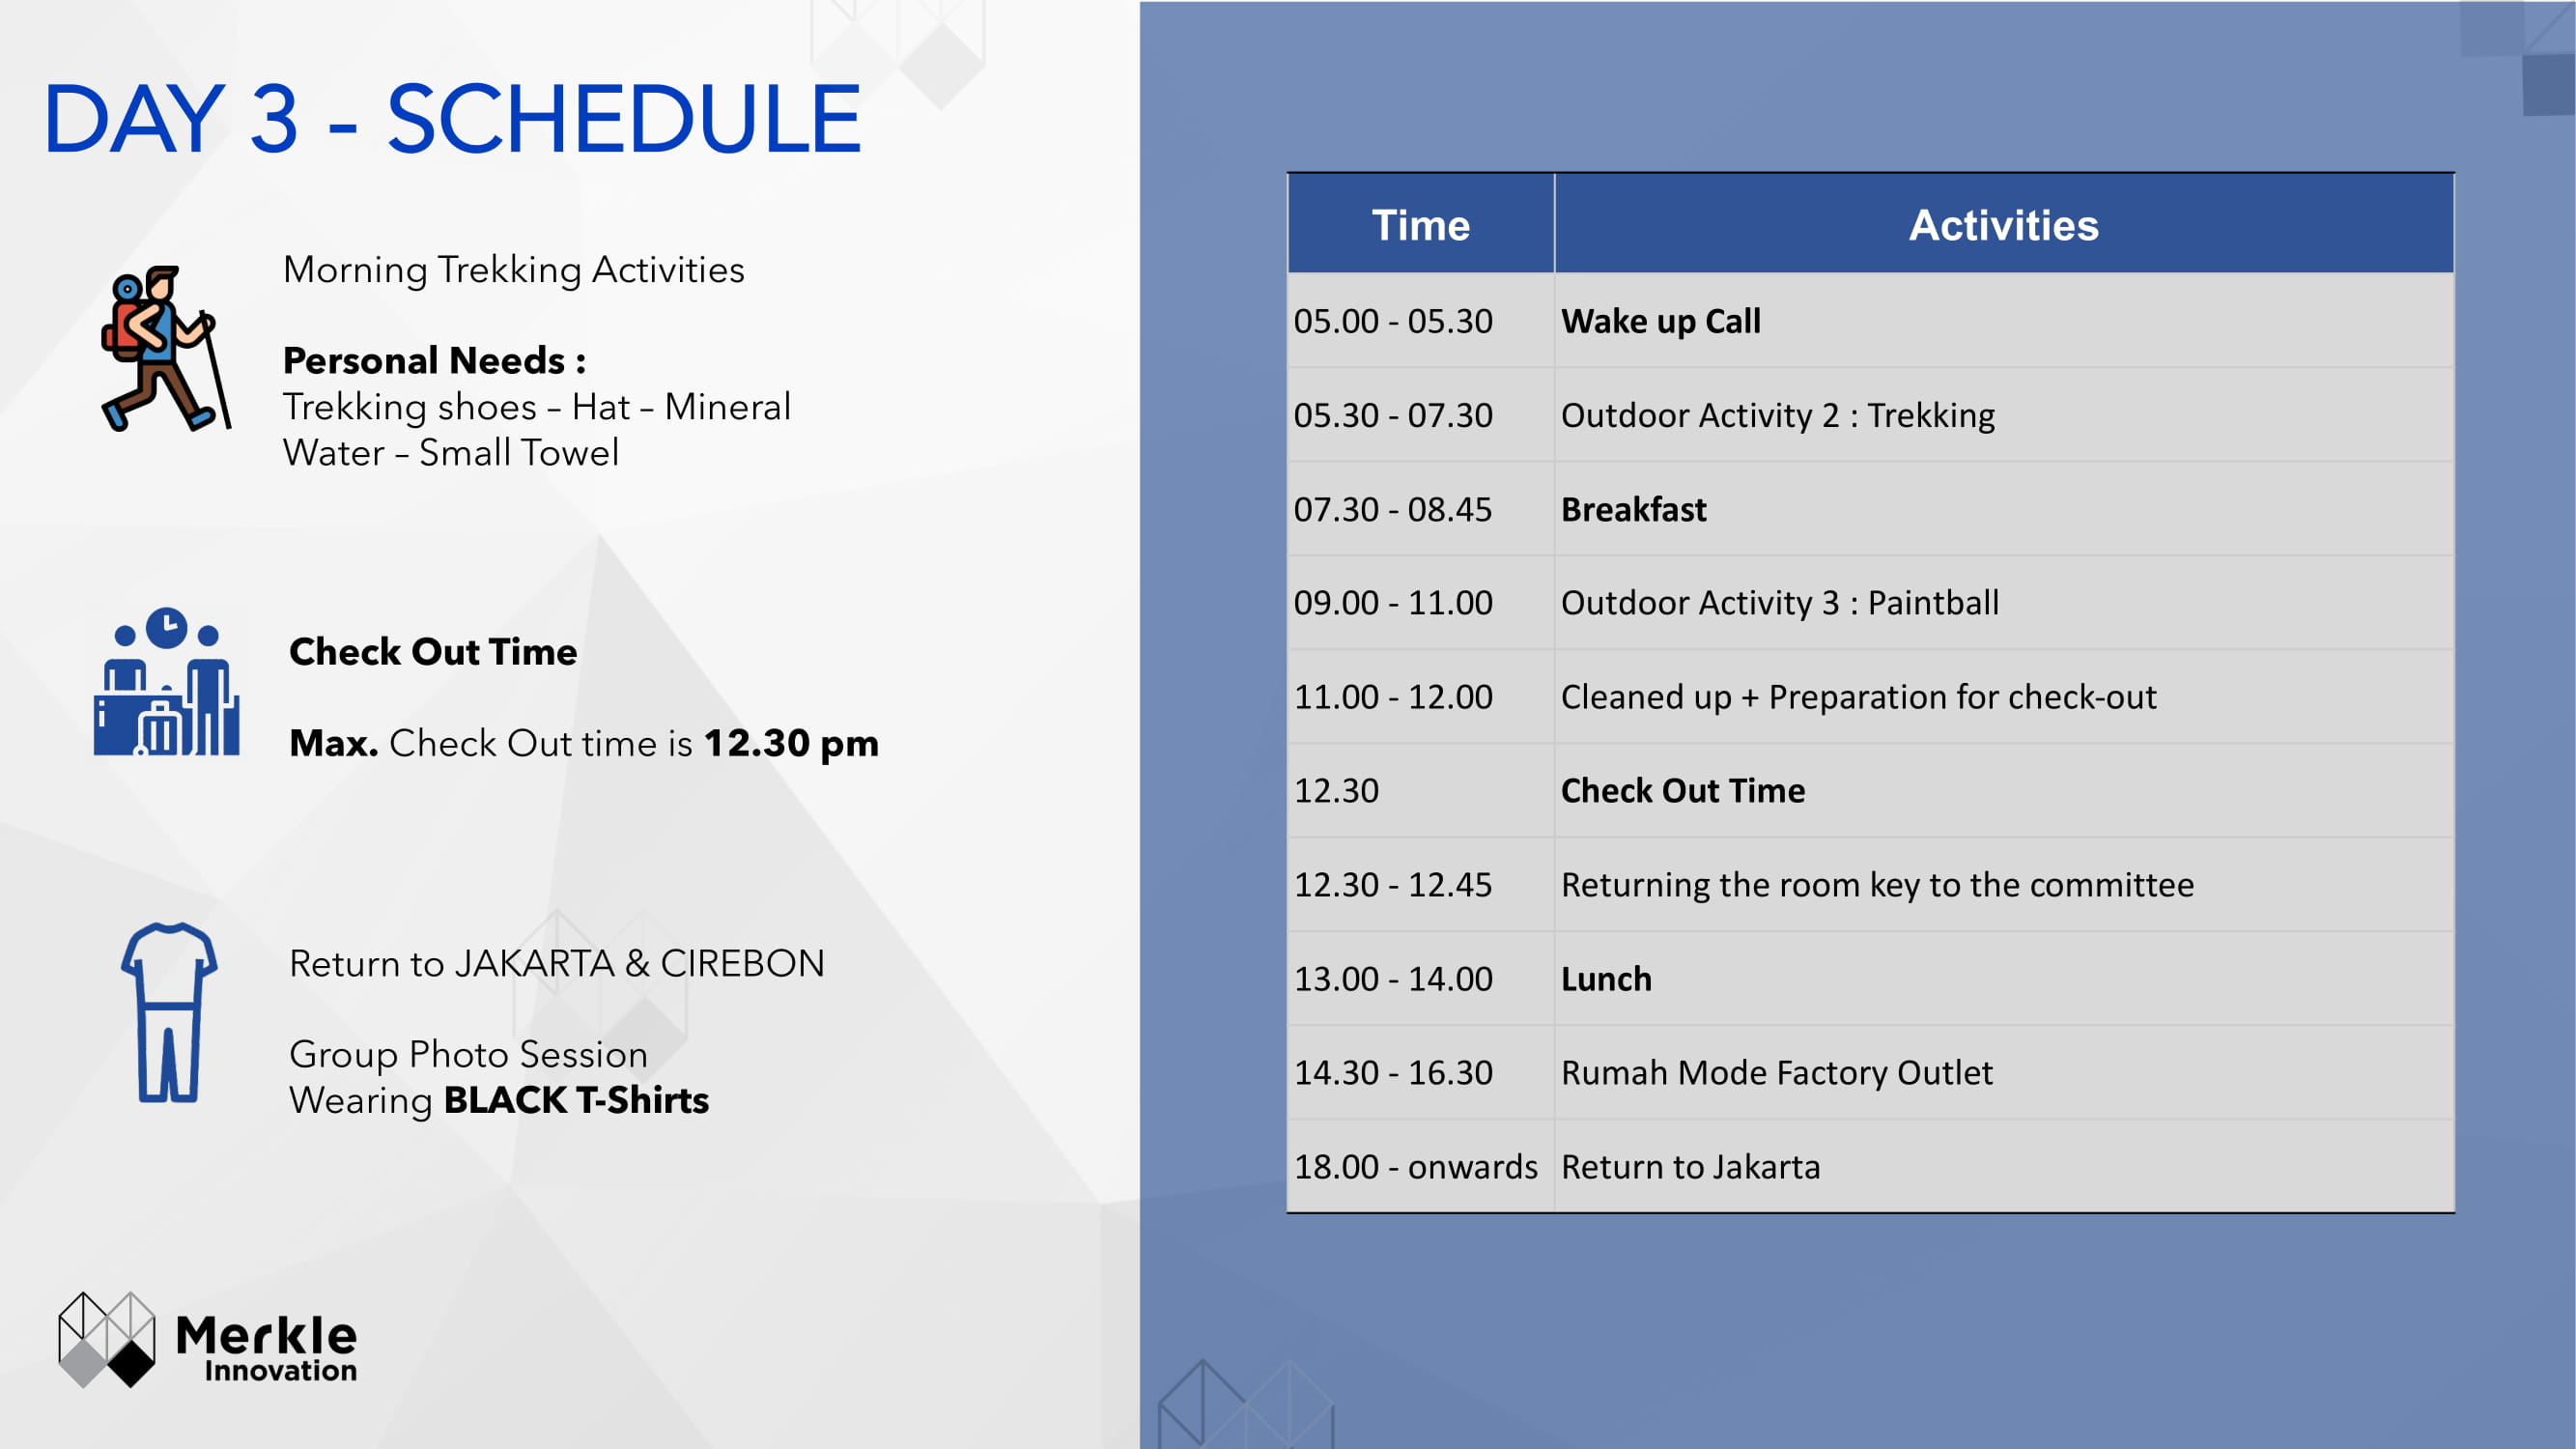 DAY 3 - SCHEDULE
Morning Trekking Activities
Personal Needs :
Trekking shoes – Hat – Mineral
Water – Small Towel
Check Out Time
Max. Check Out time is 12.30 pm
Return to JAKARTA & CIREBON
Group Photo Session
Wearing BLACK T-Shirts
Merkle
Innovation
Time Activities
05.00 - 05.30 Wake up Call
05.30 - 07.30 Outdoor Activity 2 : Trekking
07.30 - 08.45 Breakfast
09.00 - 11.00 Outdoor Activity 3 : Paintball
11.00 - 12.00 Cleaned up + Preparation for check-out
12.30 Check Out Time
12.30 - 12.45 Returning the room key to the committee
13.00 - 14.00 Lunch
14.30 - 16.30 Rumah Mode Factory Outlet
18.00 - onwards Return to Jakarta